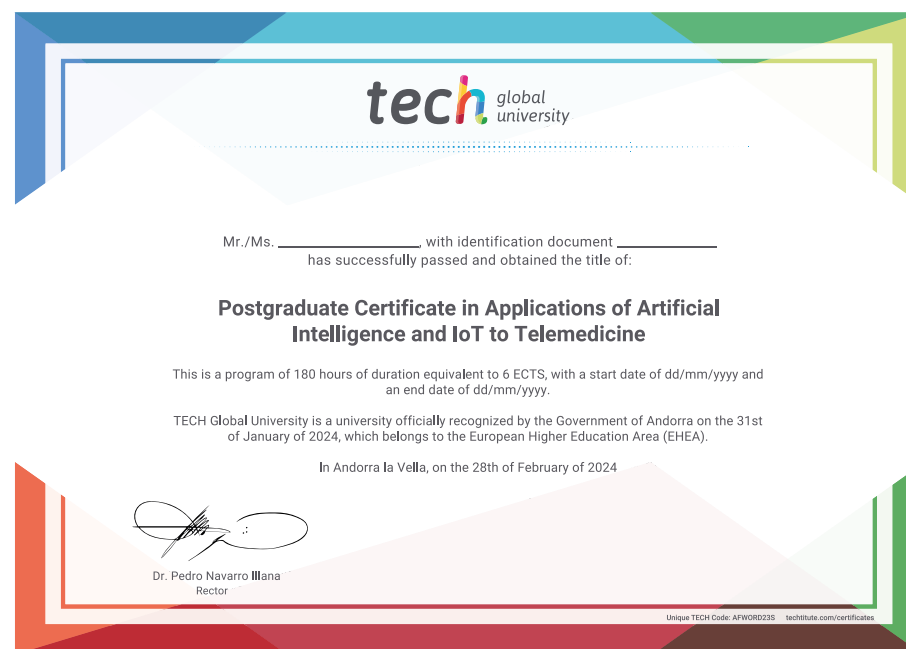 tech global university
Mr./Ms. ____________________, with identification document ______________
has successfully passed and obtained the title of:
Postgraduate Certificate in Applications of Artificial
Intelligence and IoT to Telemedicine
This is a program of 180 hours of duration equivalent to 6 ECTS, with a start date of dd/mm/yyyy and
an end date of dd/mm/yyyy.
TECH Global University is a university officially recognized by the Government of Andorra on the 31st
of January of 2024, which belongs to the European Higher Education Area (EHEA).
In Andorra la Vella, on the 28th of February of 2024
Dr. Pedro Navarro Illana
Rector
Unique TECH Code: AFWORD23S techtitute.com/certificates